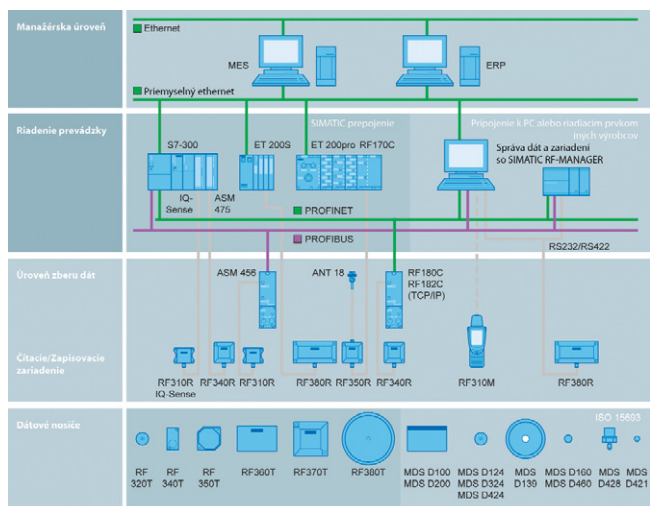 Manažérska úroveň
Ethernet
MES
ERP
Priemyselný ethernet
Riadenie prevádzky
SIMATIC prepojenie
Pripojenie k PC alebo riadiacim prvkom
iných výrobcov
S7-300
ET 200S
ET 200pro RF170C
Správa dát a zariadení
so SIMATIC RF-MANAGER
IQ-
Sense
ASM
475
PROFINET
PROFIBUS
RS232/RS422
Úroveň zberu dát
ASM 456
ANT 18
RF180C
RF182C
(TCP/IP)
Čítacie/Zapisovacie
zariadenie
RF310R
IQ-Sense
RF340R
RF310R
RF380R
RF350R
RF340R
RF310M
RF380R
Dátové nosiče
ISO 15693
RF
320T
RF
340T
RF
350T
RF360T
RF370T
RF380T
MDS D100
MDS D200
MDS D124
MDS D324
MDS D424
MDS
D139
MDS D160
MDS D460
MDS
D428
MDS
D421